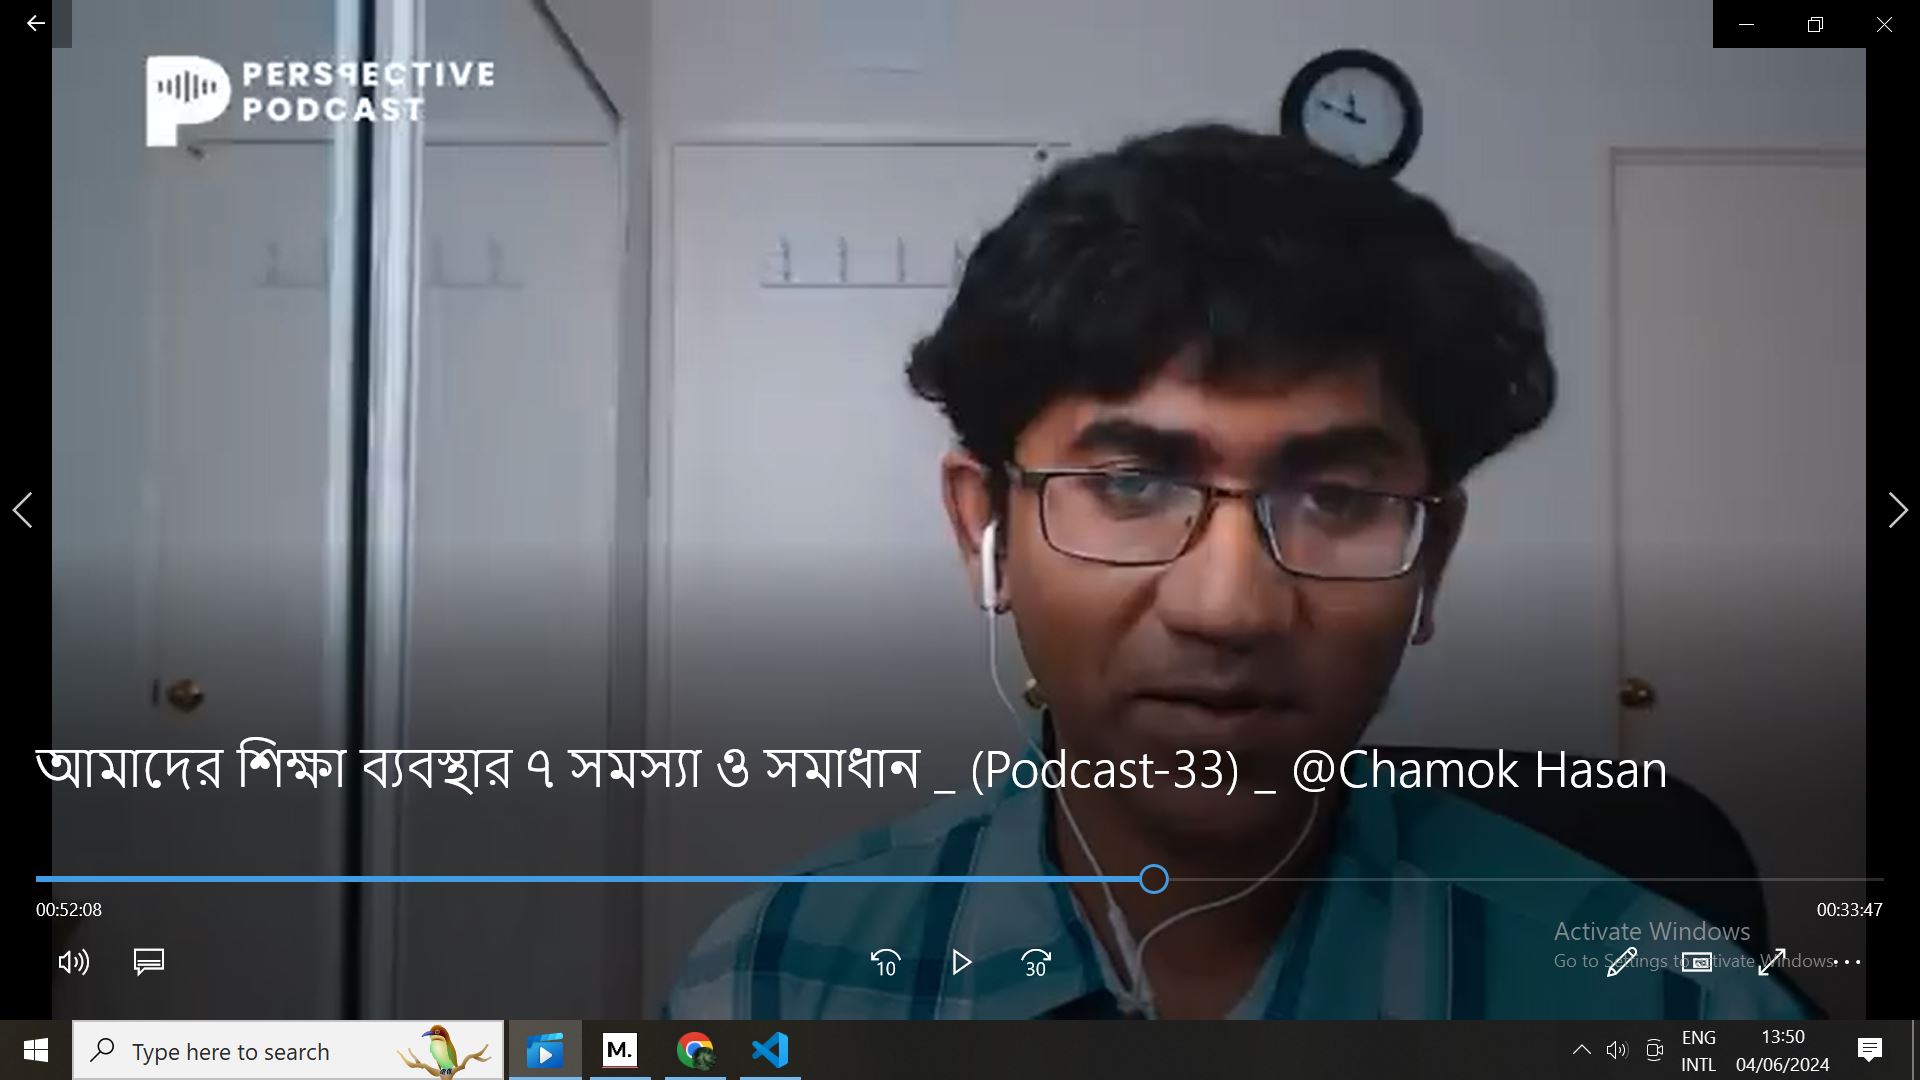 PERSPECTIVE
PODCAST
আমাদের শিক্ষা ব্যবস্থার ৭ সমস্যা ও সমাধান _ (Podcast-33) _ @Chamok Hasan
00:52:08
00:33:47
10
30
Activate Windows
Go to Settings to activate Windows.
Type here to search
M.
ENG
INTL
13:50
04/06/2024